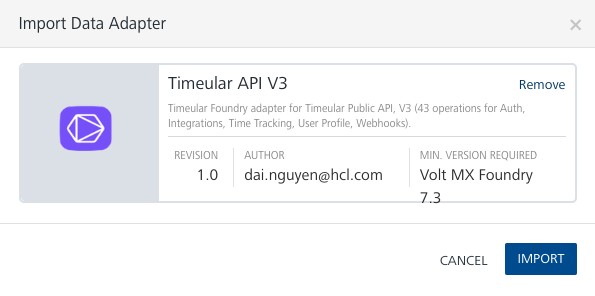 Import Data Adapter
×
Timeular API V3
Remove
Timeular Foundry adapter for Timeular Public API, V3 (43 operations for Auth,
Integrations, Time Tracking, User Profile, Webhooks).
REVISION
1.0
AUTHOR
dai.nguyen@hcl.com
MIN. VERSION REQUIRED
Volt MX Foundry
7.3
CANCEL
IMPORT